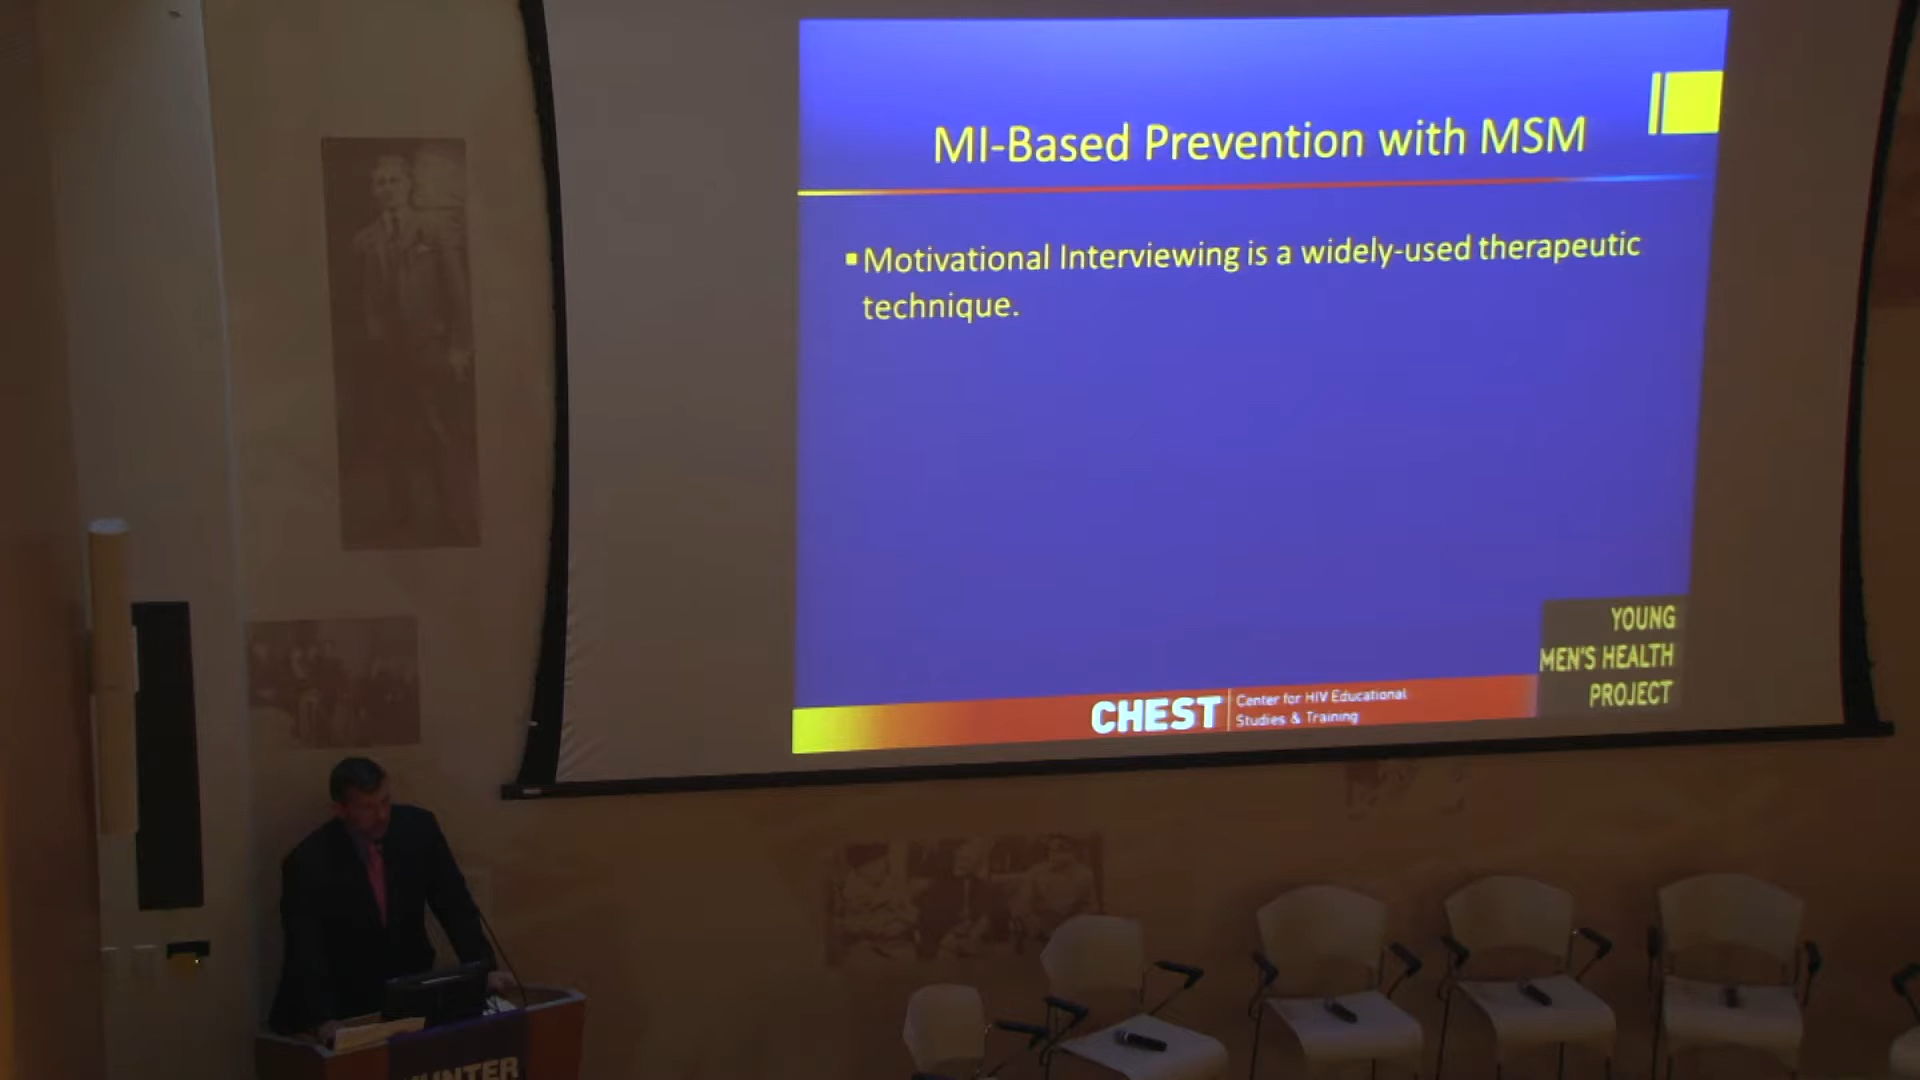 MI-Based Prevention with MSM
▪Motivational Interviewing is a widely-used therapeutic
technique.
YOUNG
MEN'S HEALTH
PROJECT
CHEST
Center for HIV Educational
Studies & Training
HUNTER